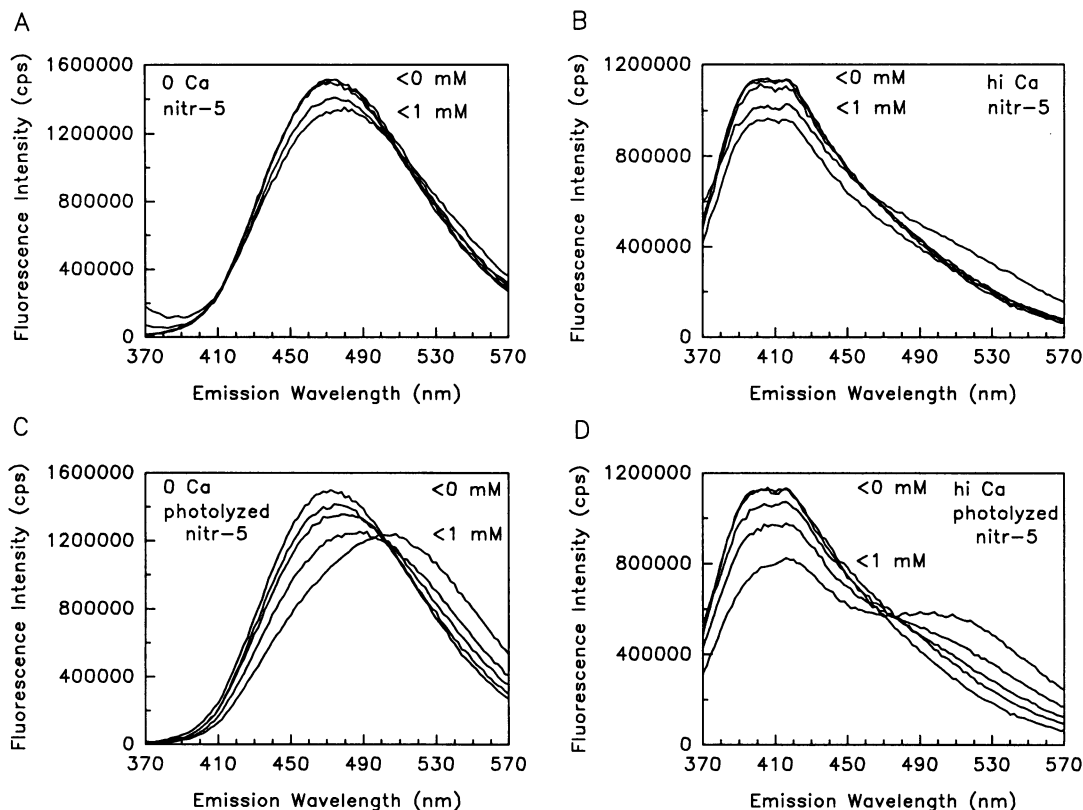 A
Fluorescence Intensity (cps)
1600000
1200000
800000
400000
0
0 Ca
nitr-5
<0 mM
<1 mM
370 410 450 490 530 570
Emission Wavelength (nm)
B
Fluorescence Intensity (cps)
1200000
800000
400000
0
<0 mM
<1 mM
hi Ca
nitr-5
370 410 450 490 530 570
Emission Wavelength (nm)
C
Fluorescence Intensity (cps)
1600000
1200000
800000
400000
0
0 Ca
photolyzed
nitr-5
<0 mM
<1 mM
370 410 450 490 530 570
Emission Wavelength (nm)
D
Fluorescence Intensity (cps)
1200000
800000
400000
0
<0 mM
<1 mM
hi Ca
photolyzed
nitr-5
370 410 450 490 530 570
Emission Wavelength (nm)